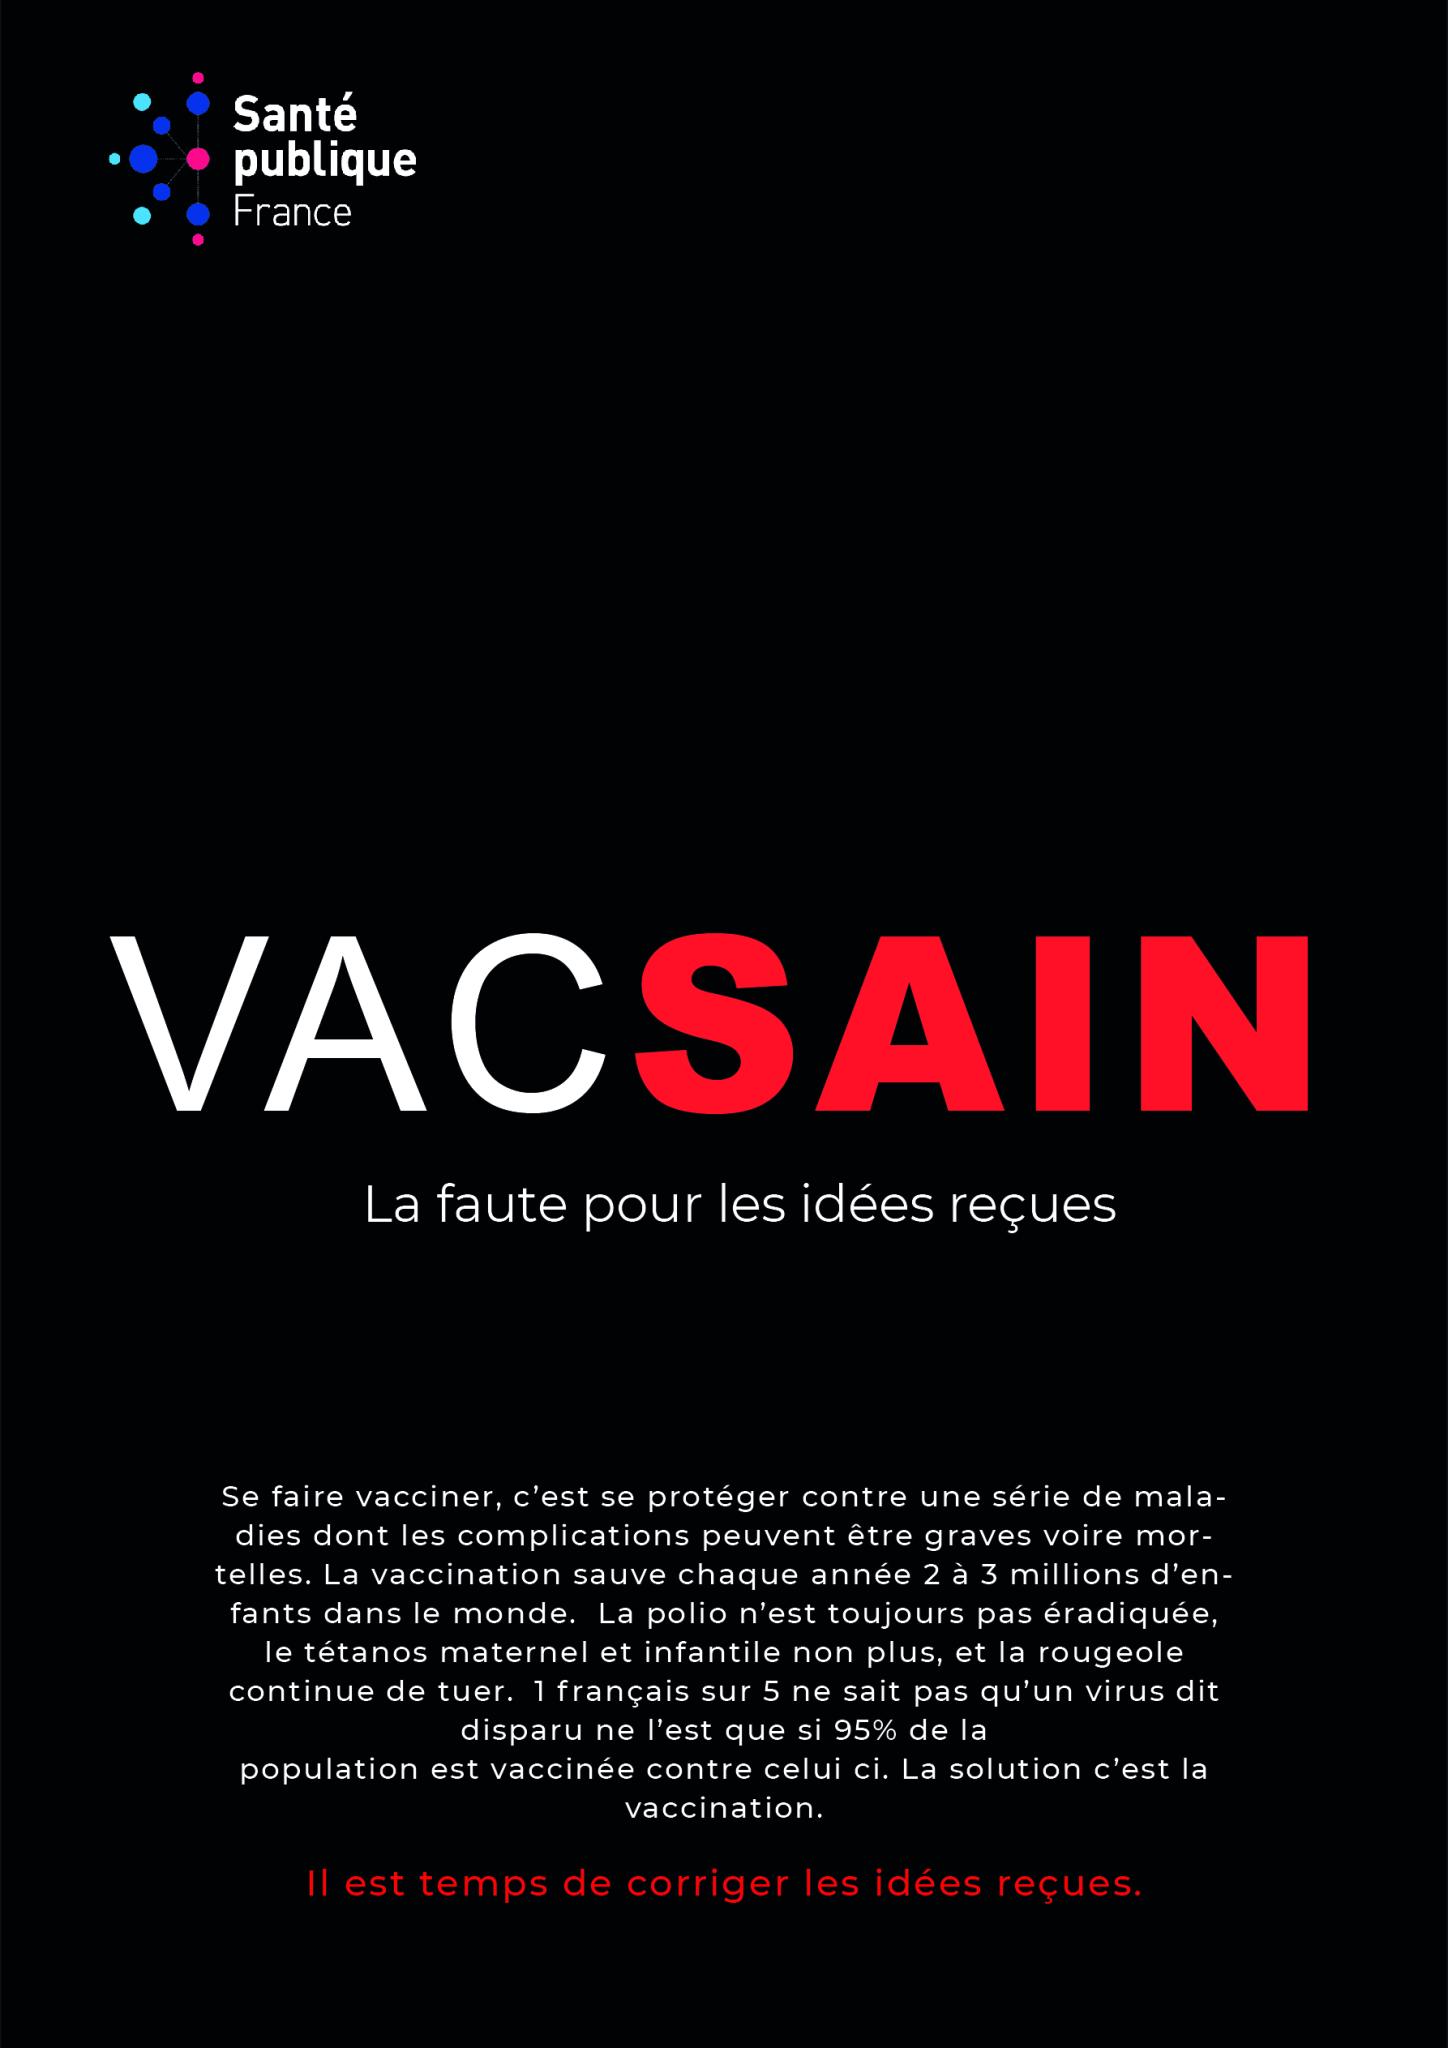 Santé
publique
France
VACSAIN
La faute pour les idées reçues
Se faire vacciner, c’est se protéger contre une série de mala-
dies dont les complications peuvent être graves voire mor-
telles. La vaccination sauve chaque année 2 à 3 millions d’en-
fants dans le monde.  La polio n’est toujours pas éradiquée,
le tétanos maternel et infantile non plus, et la rougeole
continue de tuer.  1 français sur 5 ne sait pas qu’un virus dit
disparu ne l’est que si 95% de la
population est vaccinée contre celui ci. La solution c’est la
vaccination.
Il est temps de corriger les idées reçues.